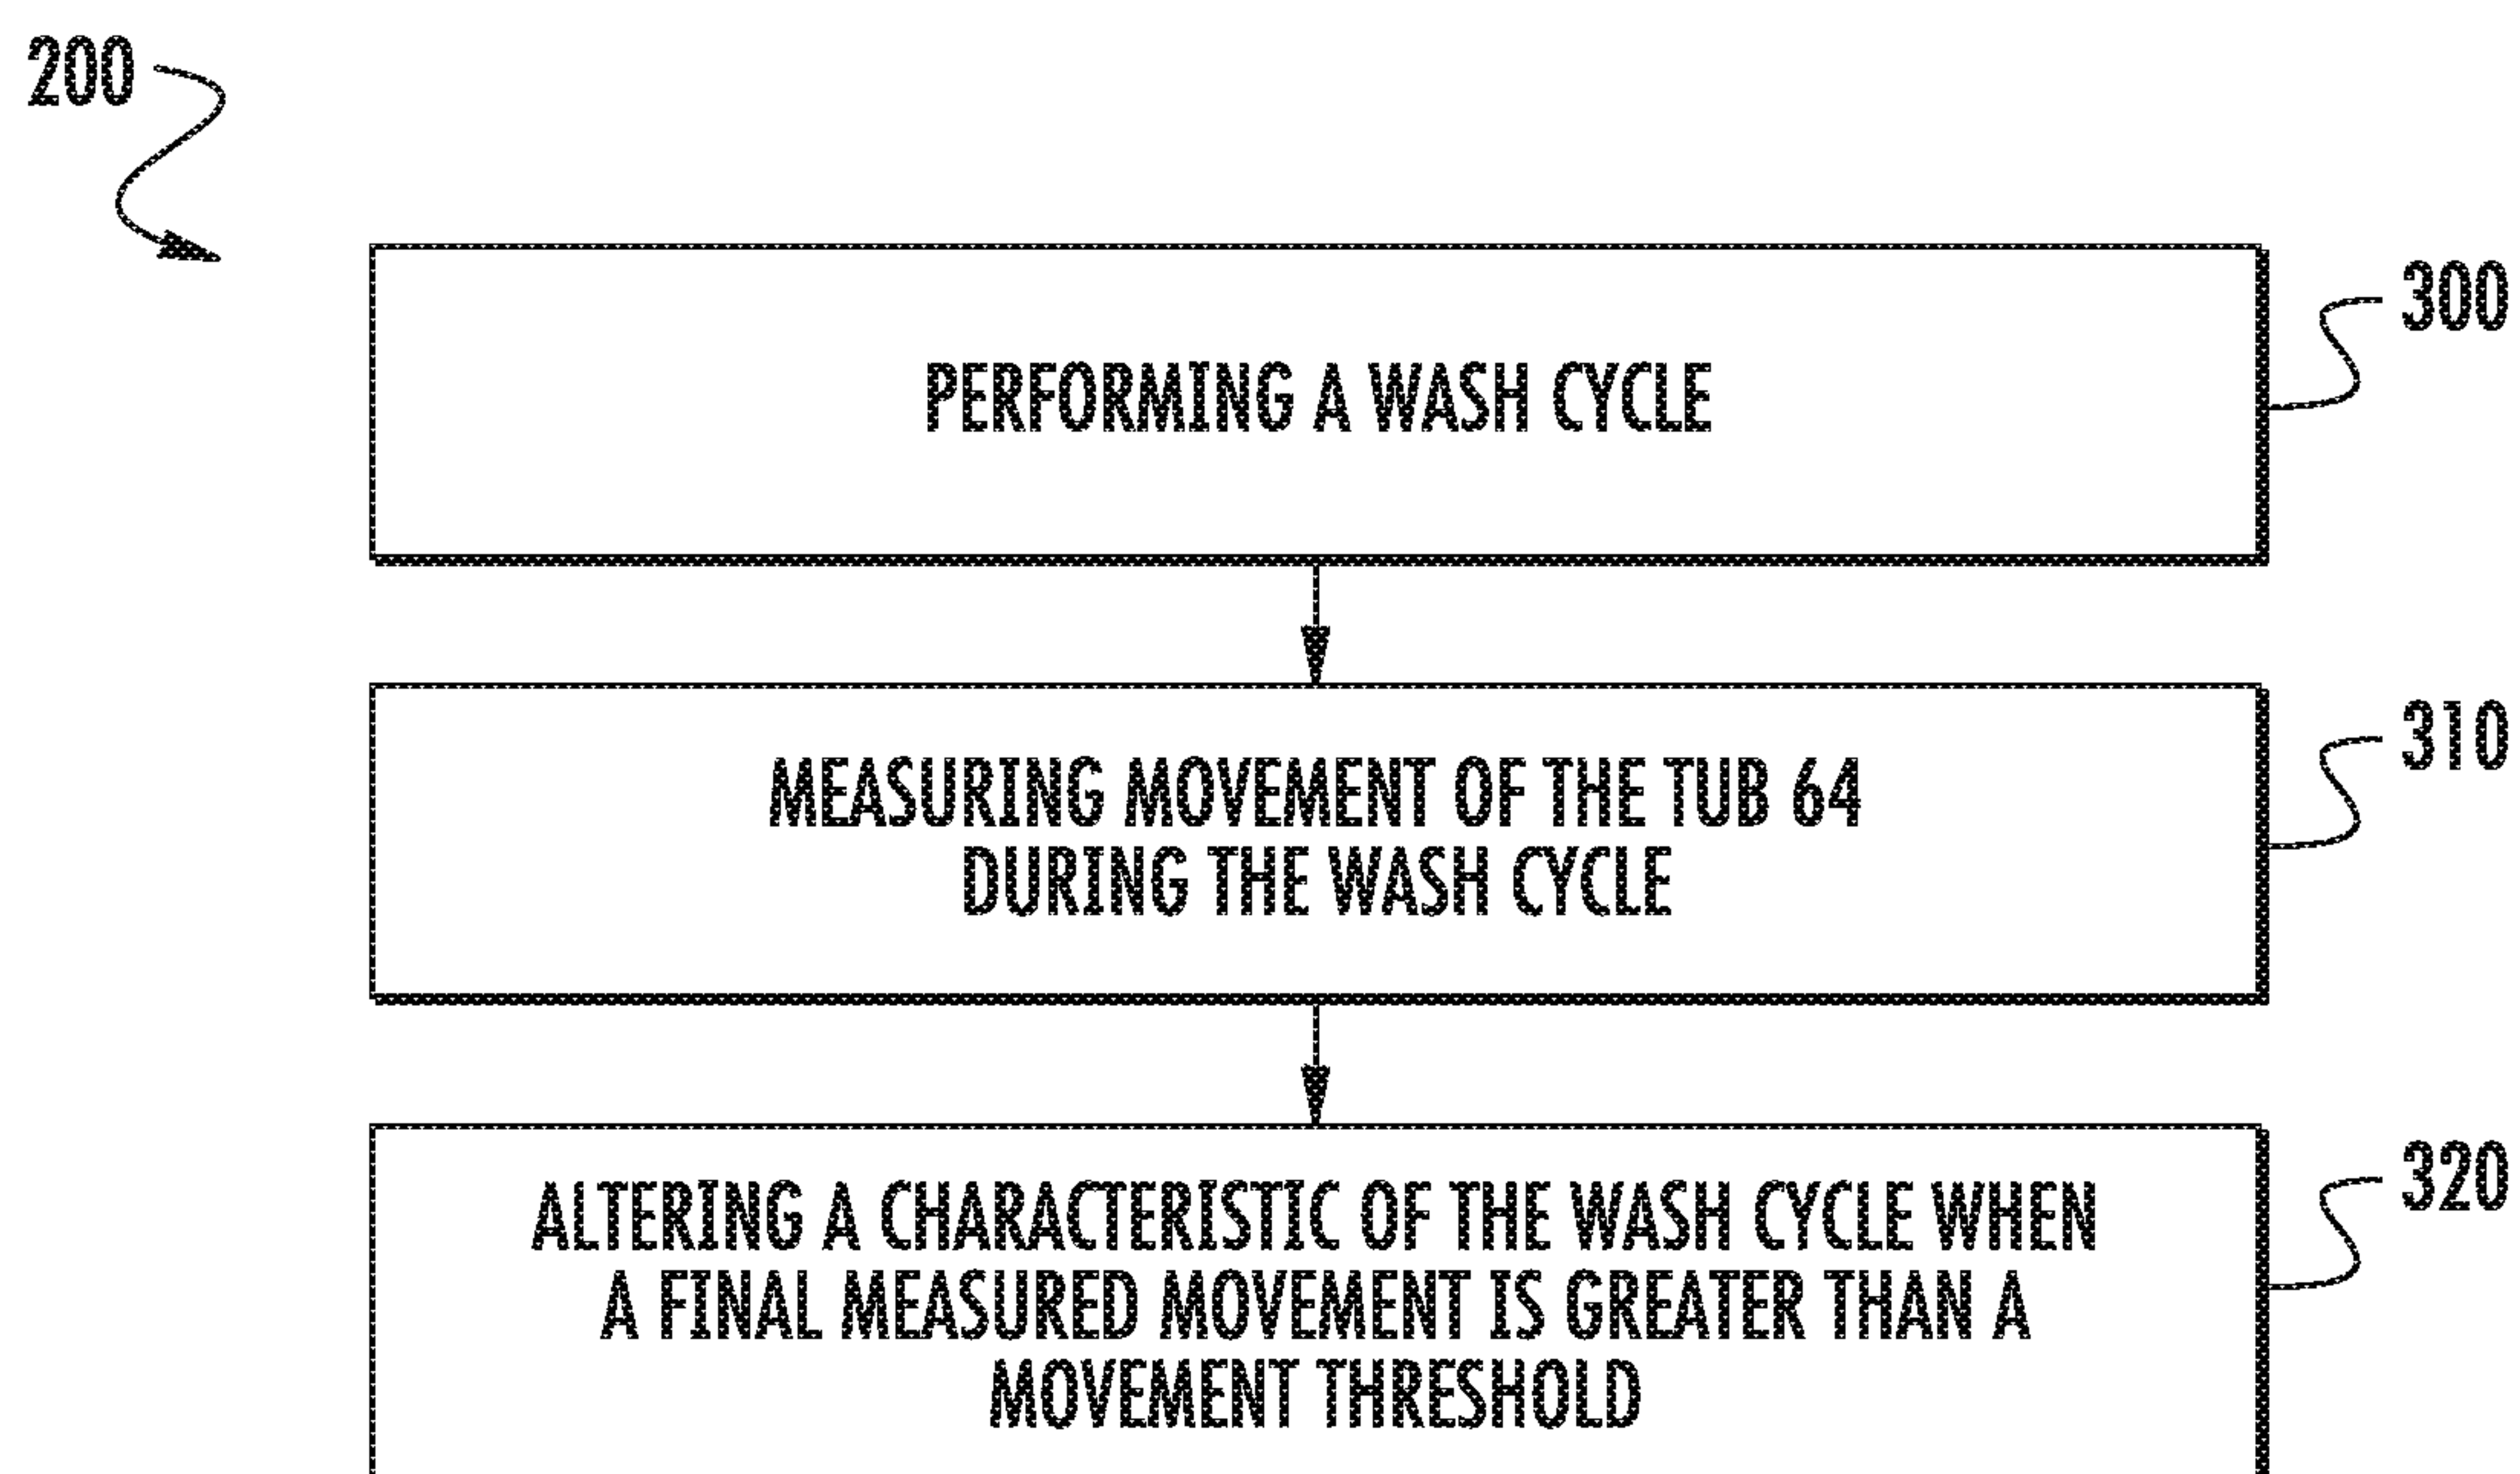 200
300
PERFORMING A WASH CYCLE
310
MEASURING MOVEMENT OF THE TUB 64
DURING THE WASH CYCLE
320
ALTERING A CHARACTERISTIC OF THE WASH CYCLE WHEN
A FINAL MEASURED MOVEMENT IS GREATER THAN A
MOVEMENT THRESHOLD